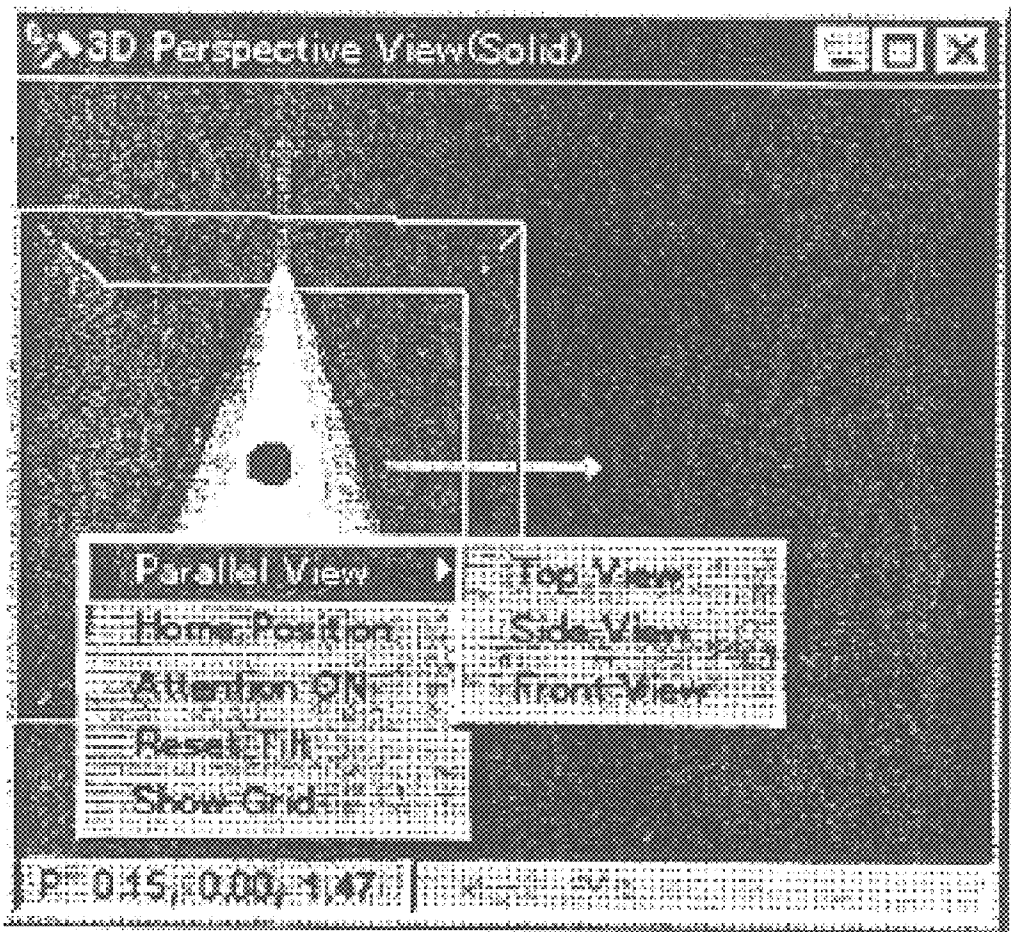 3D Perspective View(Solid)
Parallel View
Top View
Home Position
Side View
Attention ON
Front View
Reset Tilt
Show Grid
P 0.15, 0.00, 1.47